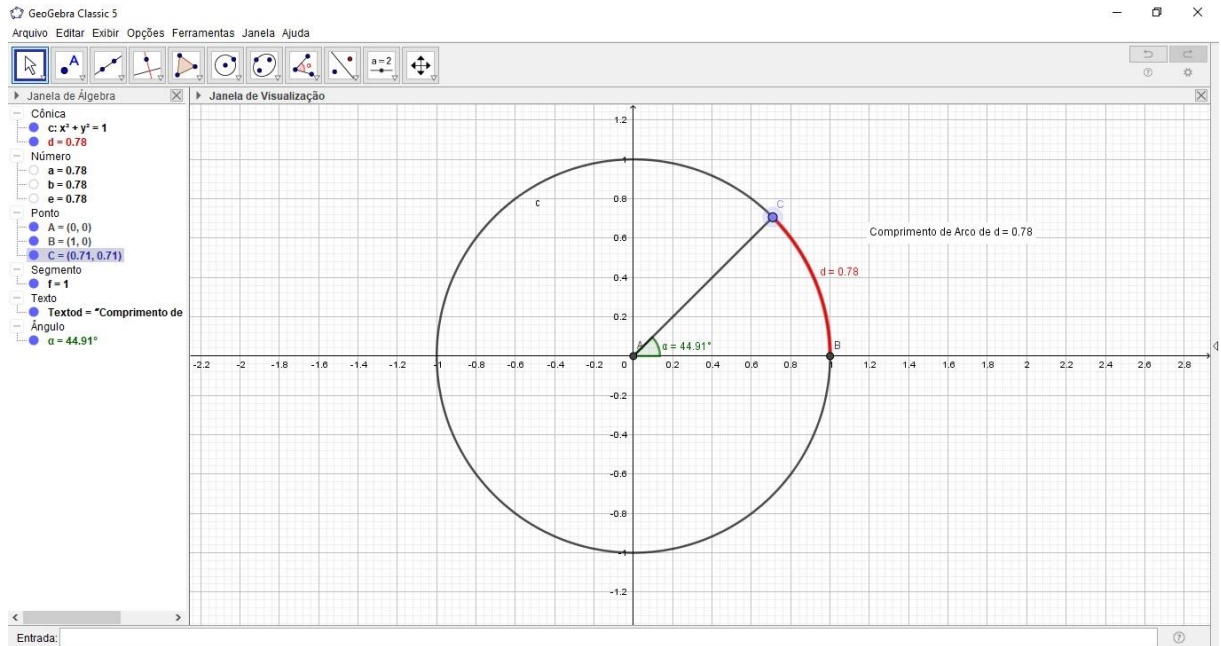 GeoGebra Classic 5
Arquivo Editar Exibir Opções Ferramentas Janela Ajuda
A
α
a = 2
Janela de Álgebra
Janela de Visualização
Cônica
c: x² + y² = 1
d = 0.78
Número
a = 0.78
b = 0.78
e = 0.78
Ponto
A = (0, 0)
B = (1, 0)
C = (0.71, 0.71)
Segmento
f = 1
Texto
Textod = "Comprimento de
Ângulo
α = 44.91°
1.2
1
0.8
0.6
0.4
0.2
c
C
Comprimento de Arco de d = 0.78
d = 0.78
A
α = 44.91°
B
-2.2 -2 -1.8 -1.6 -1.4 -1.2 -1 -0.8 -0.6 -0.4 -0.2 0 0.2 0.4 0.6 0.8 1 1.2 1.4 1.6 1.8 2 2.2 2.4 2.6 2.8
-0.2
-0.4
-0.6
-0.8
-1
-1.2
Entrada: